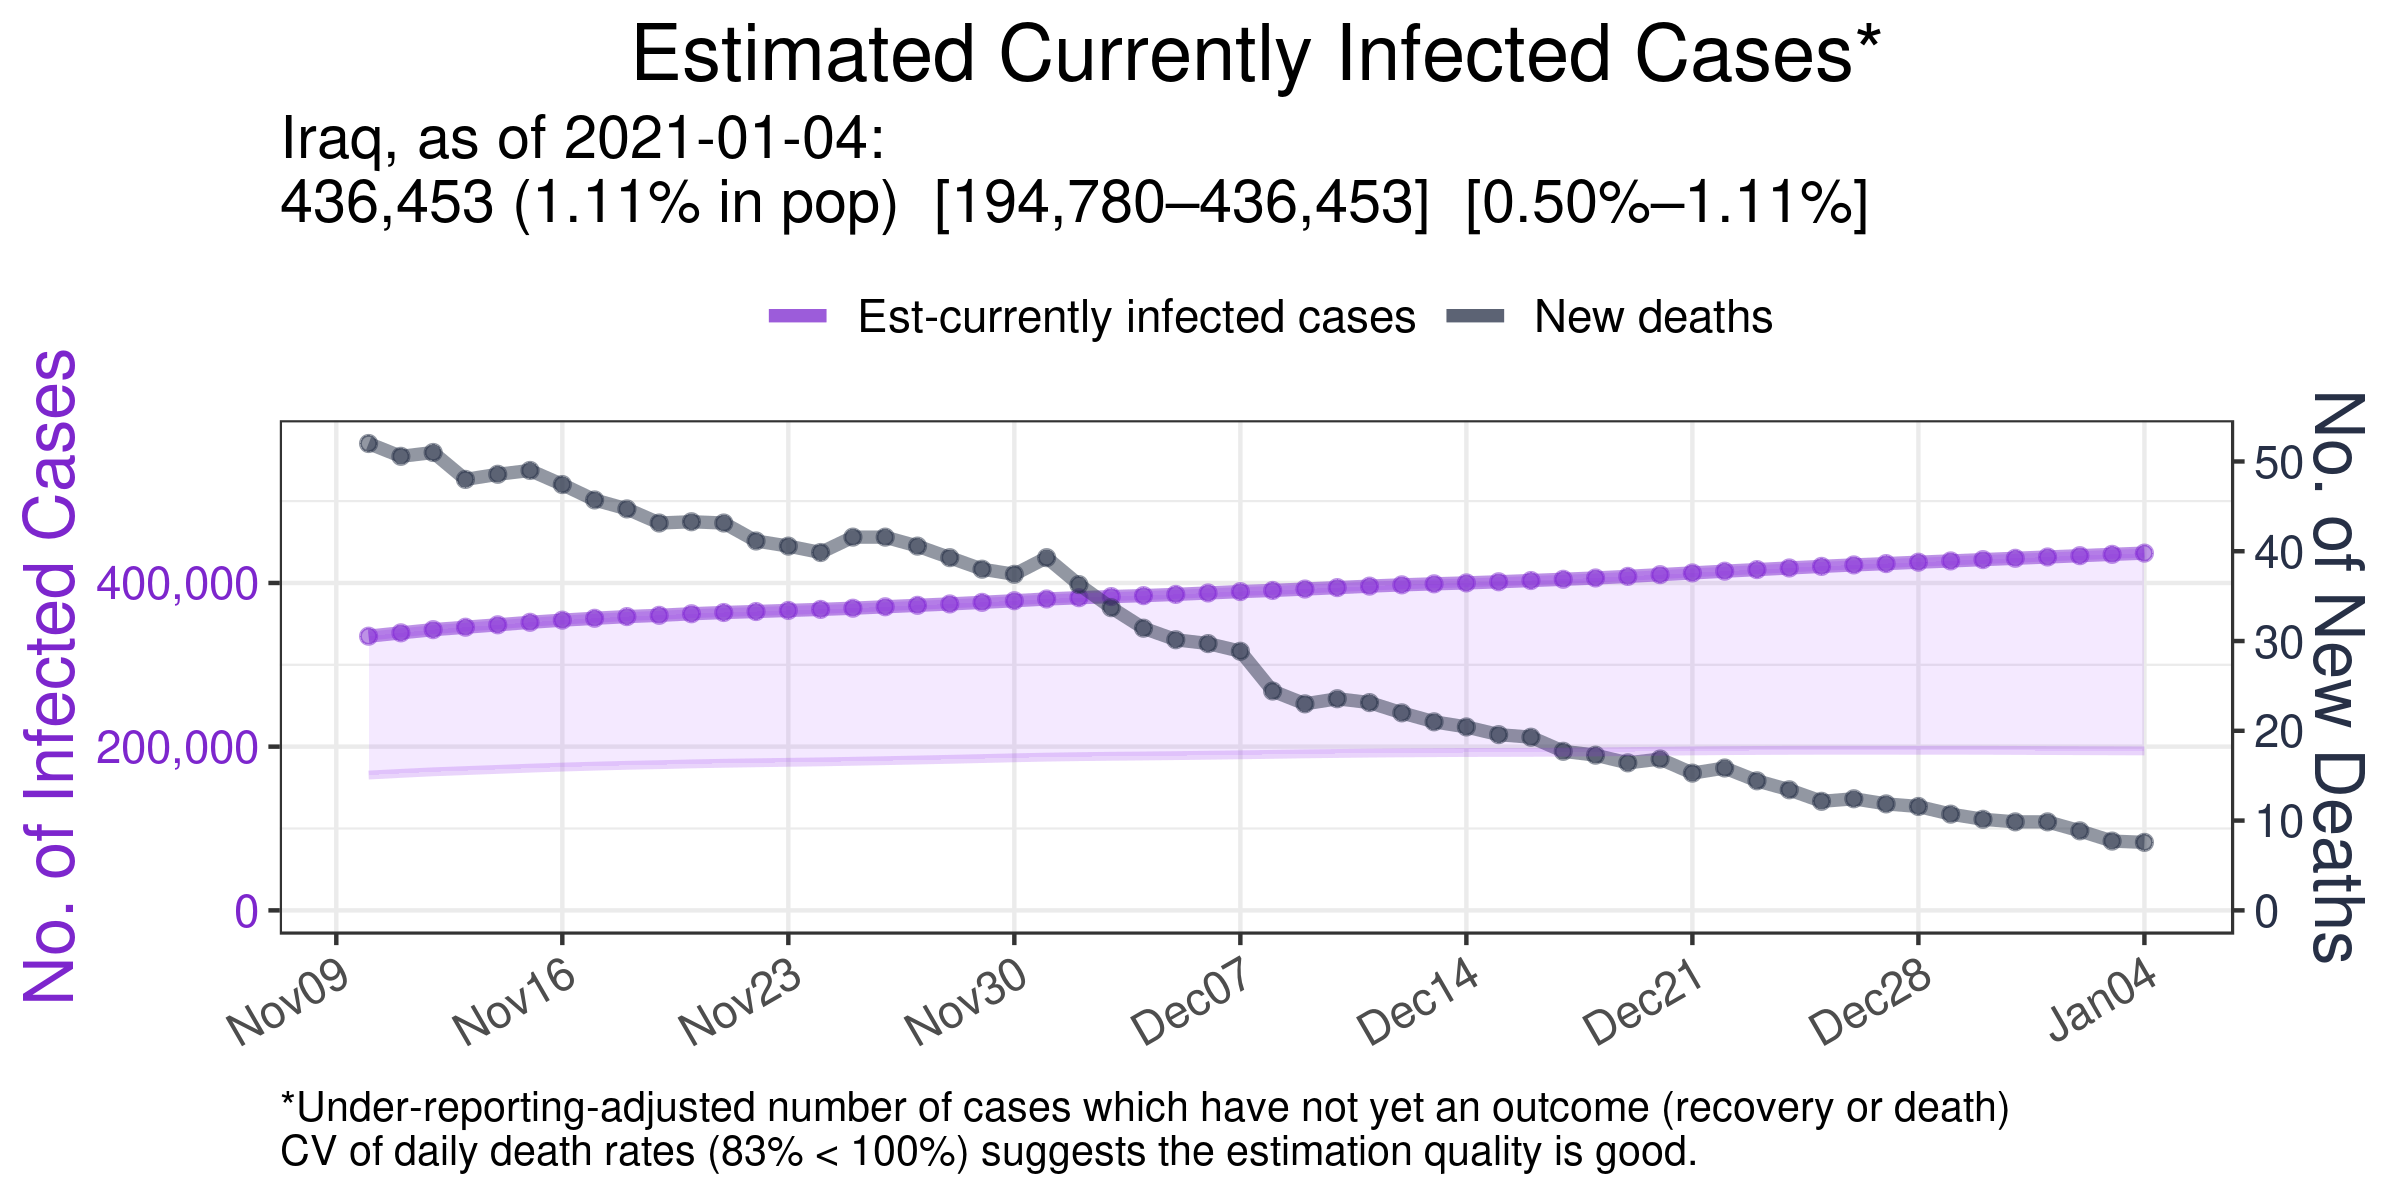 Estimated Currently Infected Cases*
Iraq, as of 2021-01-04:
436,453 (1.11% in pop)  [194,780–436,453]  [0.50%–1.11%]
Est-currently infected cases
New deaths
No. of Infected Cases
400,000
200,000
0
50
40
30
20
10
0
No. of New Deaths
Nov09
Nov16
Nov23
Nov30
Dec07
Dec14
Dec21
Dec28
Jan04
*Under-reporting-adjusted number of cases which have not yet an outcome (recovery or death)
CV of daily death rates (83% < 100%) suggests the estimation quality is good.